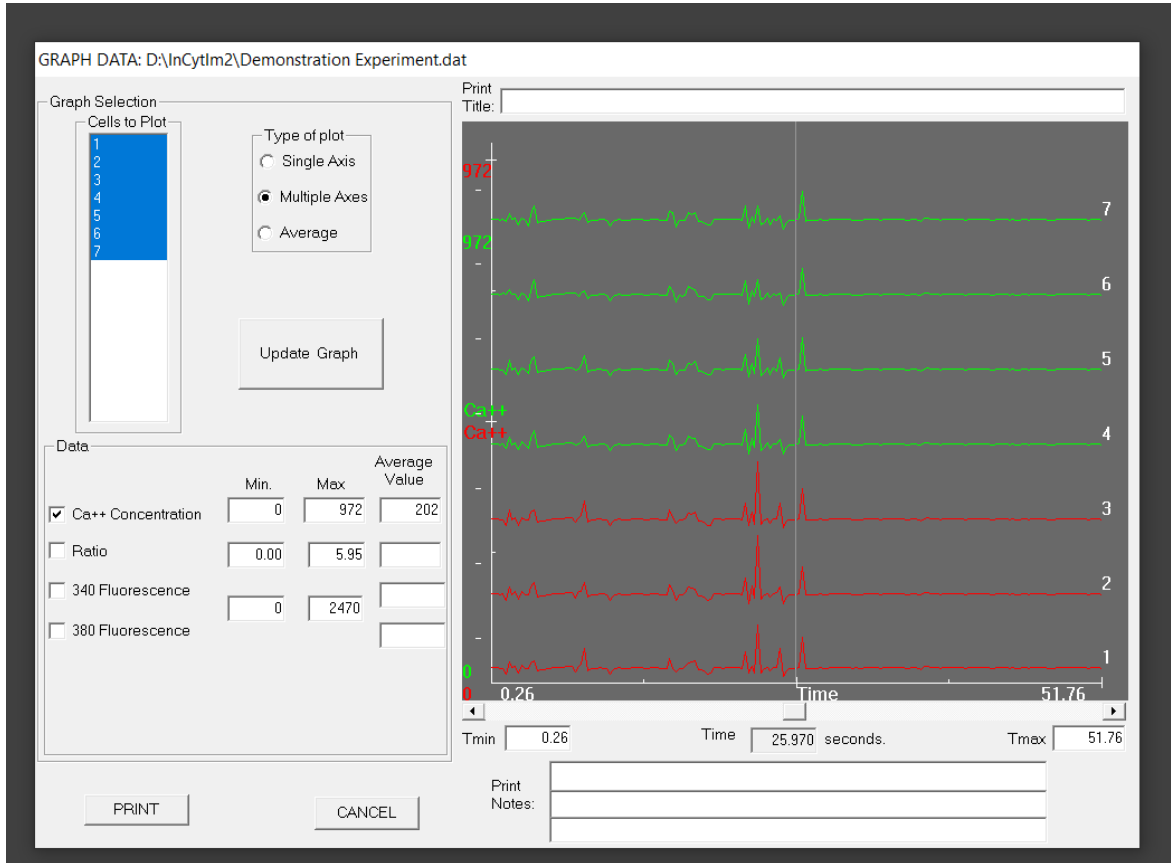 GRAPH DATA: D:\InCytIm2\Demonstration Experiment.dat
Graph Selection
Cells to Plot
1
2
3
4
5
6
7
Type of plot
Single Axis
Multiple Axes
Average
Update Graph
Data
Min.
Max
Average
Value
Ca++ Concentration
0
972
202
Ratio
0.00
5.95
340 Fluorescence
0
2470
380 Fluorescence
PRINT
CANCEL
Print
Title:
972
7
972
6
5
Ca++
4
Ca++
3
2
1
0
0
0.26
Time
51.76
Tmin
0.26
Time
25.970
seconds.
Tmax
51.76
Print
Notes: